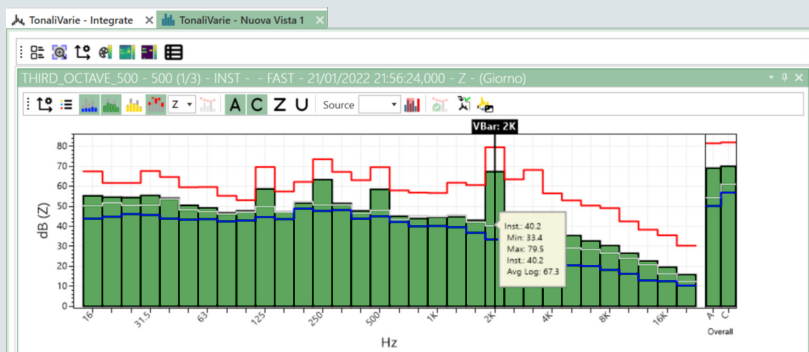 TonaliVarie - Integrate
TonaliVarie - Nuova Vista 1
THIRD_OCTAVE_500 - 500 (1/3) - INST - - FAST - 21/01/2022 21:56:24,000 - Z - (Giorno)
Z
A C Z U
Source
VBar: 2K
dB (Z)
80
70
60
50
40
30
20
10
0
Inst.: 40.2
Min: 33.4
Max: 79.5
Inst.: 40.2
Avg Log: 67.3
16 31.5 63 125 250 500 1K 2K 4K 8K 16K A C
Overall
Hz